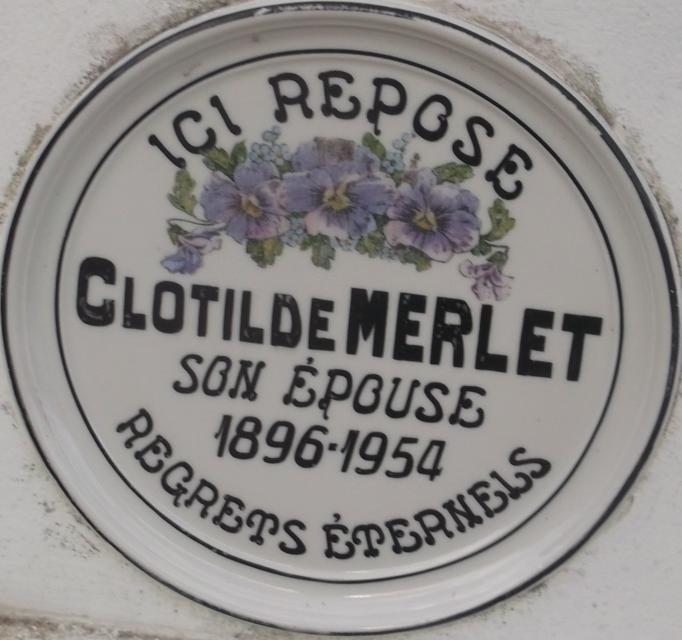 ICI REPOSE
CLOTILDE MERLET
SON ÉPOUSE
1896-1954
REGRETS ÉTERNELS